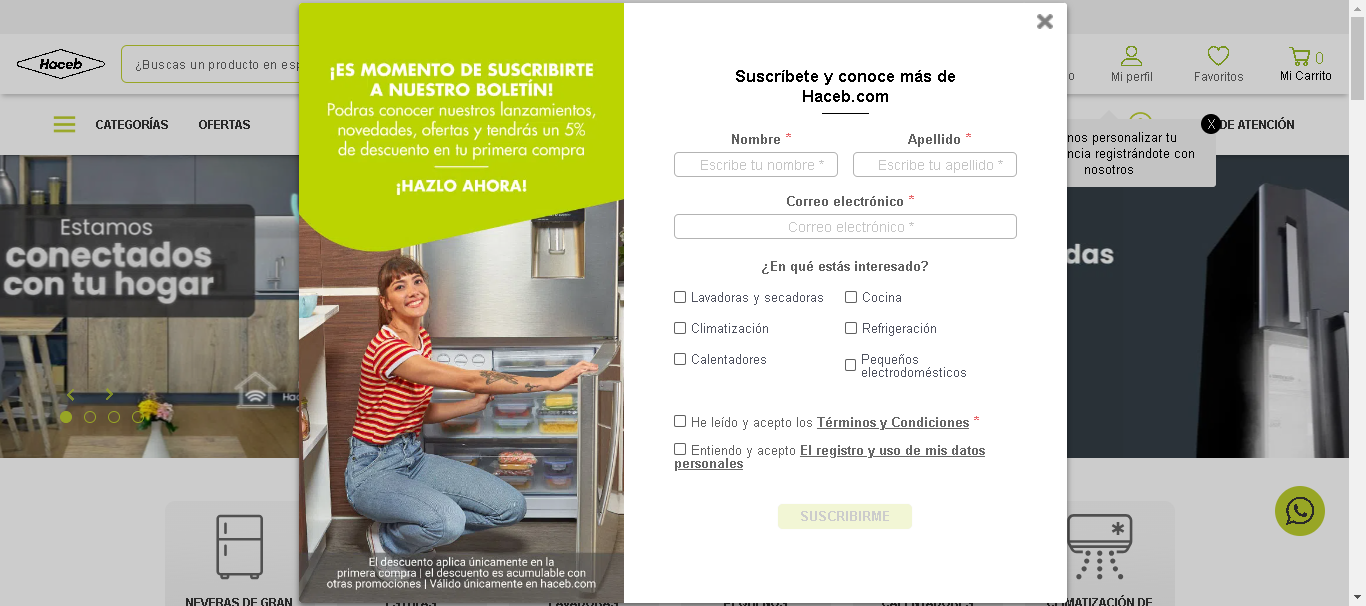 Haceb
¿Buscas un producto en esp
o
Mi perfil
Favoritos
0
Mi Carrito
CATEGORÍAS
OFERTAS
DE ATENCIÓN
X
nos personalizar tu
ncia registrándote con
nosotros
Estamos
conectados
con tu hogar
das
¡ES MOMENTO DE SUSCRIBIRTE
A NUESTRO BOLETÍN!
Podras conocer nuestros lanzamientos,
novedades, ofertas y tendrás un 5%
de descuento en tu primera compra
¡HAZLO AHORA!
El descuento aplica únicamente en la
primera compra | el descuento es acumulable con
otras promociones | Válido únicamente en haceb.com
Suscríbete y conoce más de
Haceb.com
Nombre *
Apellido *
Escribe tu nombre *
Escribe tu apellido *
Correo electrónico *
Correo electrónico *
¿En qué estás interesado?
Lavadoras y secadoras
Cocina
Climatización
Refrigeración
Calentadores
Pequeños
electrodomésticos
He leído y acepto los Términos y Condiciones *
Entiendo y acepto El registro y uso de mis datos
personales
SUSCRIBIRME
NEVERAS DE GRAN
CLIMATIZACIÓN DE